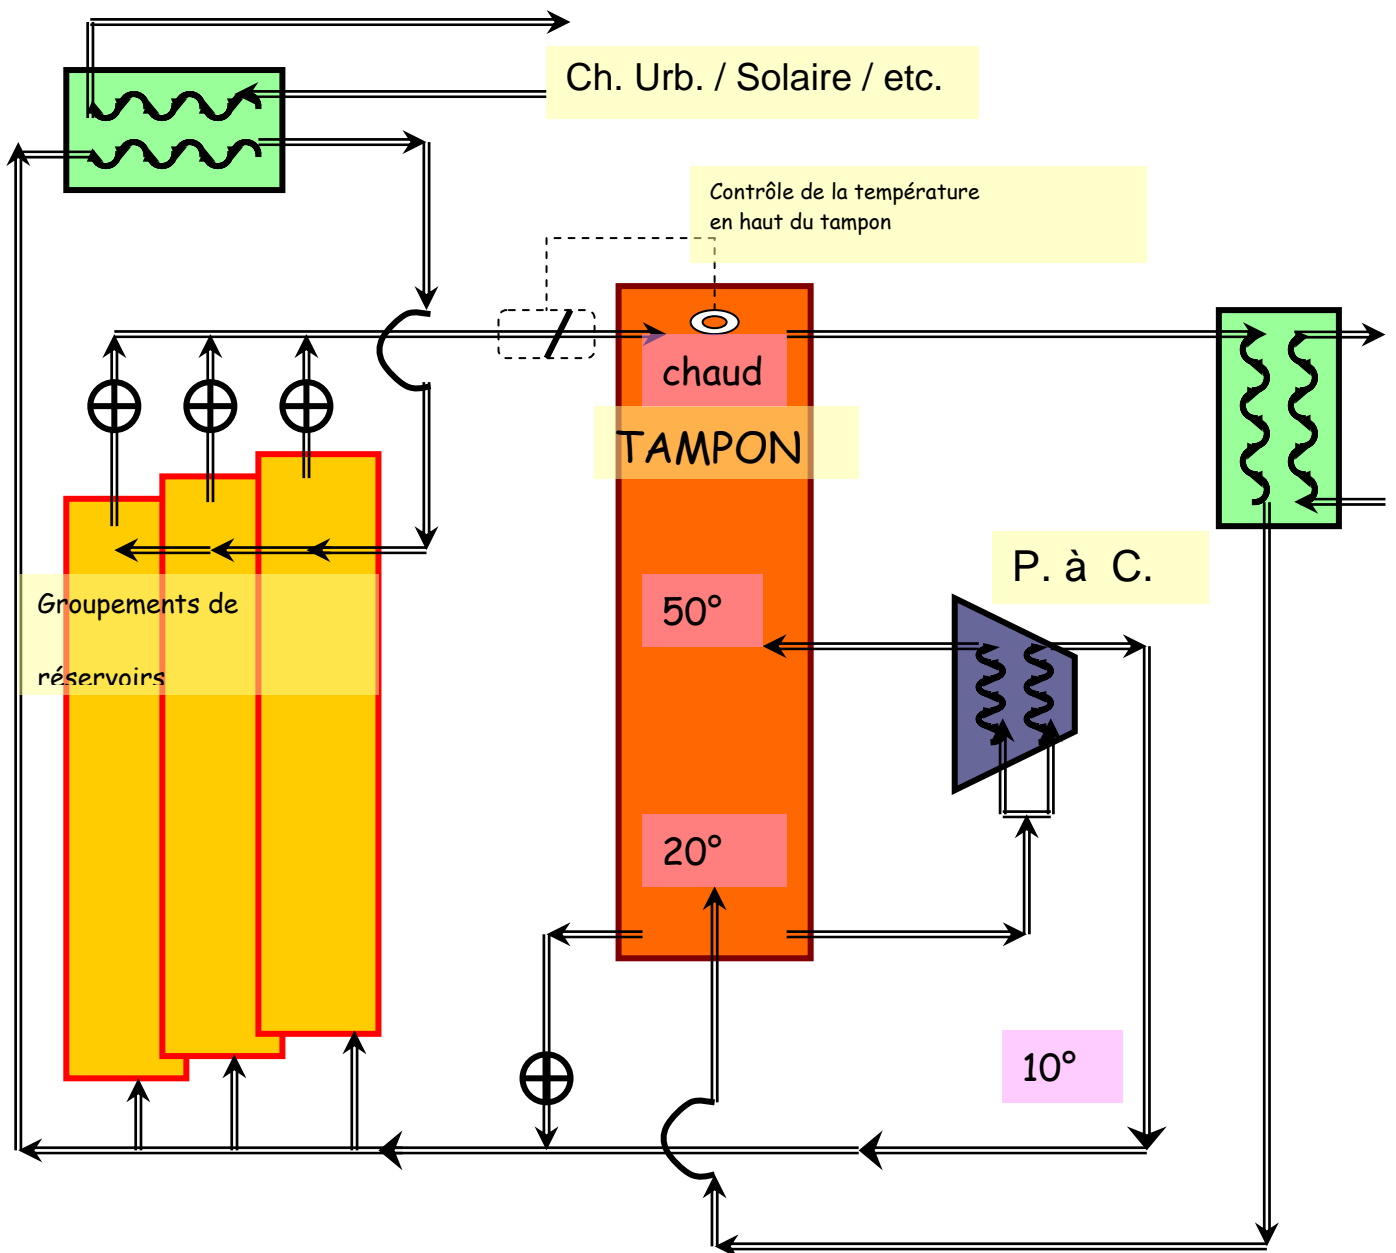 Ch. Urb. / Solaire / etc.
Contrôle de la température
en haut du tampon
chaud
TAMPON
P. à C.
50°
Groupements de
réservoirs
20°
10°